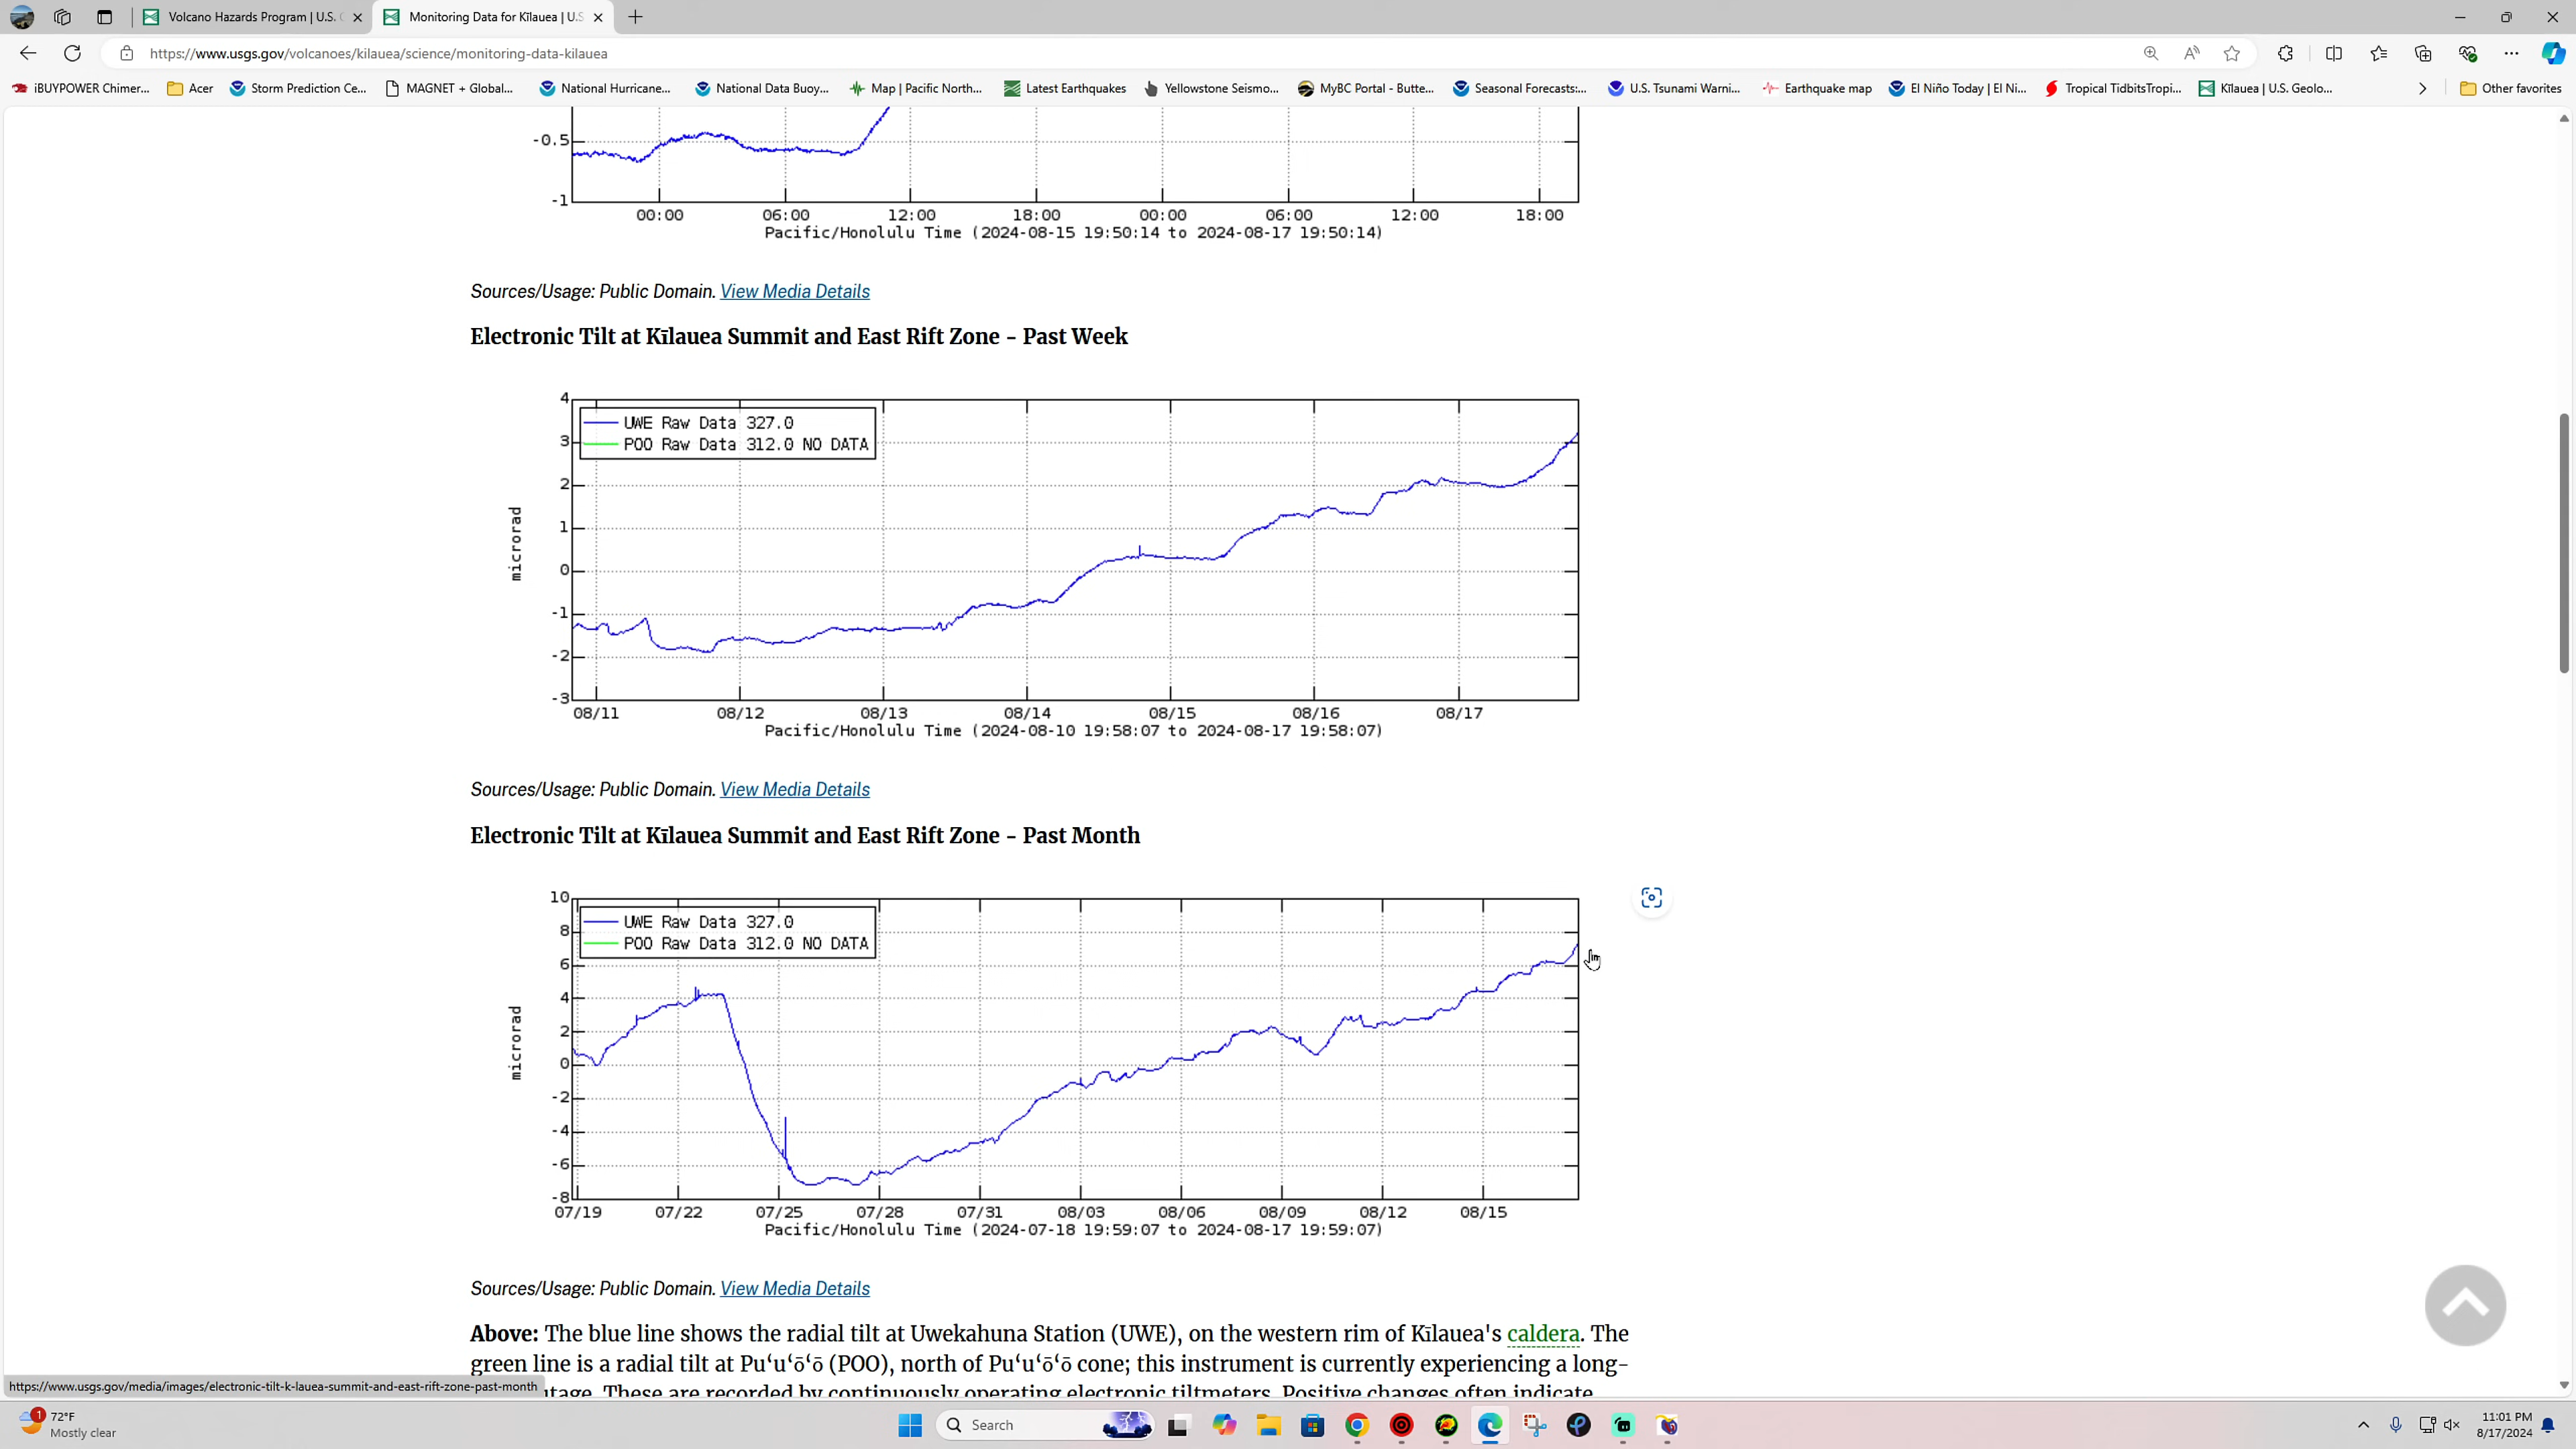 Volcano Hazards Program | U.S. G
Monitoring Data for Kīlauea | U.S
https://www.usgs.gov/volcanoes/kilauea/science/monitoring-data-kilauea
iBUYPOWER Chimer...
Acer
Storm Prediction Ce...
MAGNET + Global...
National Hurricane...
National Data Buoy...
Map | Pacific North...
Latest Earthquakes
Yellowstone Seismo...
MyBC Portal - Butte...
Seasonal Forecasts:...
U.S. Tsunami Warni...
Earthquake map
El Niño Today | El Ni...
Tropical TidbitsTropi...
Kīlauea | U.S. Geolo...
Other favorites
-0.5
-1
00:00 06:00 12:00 18:00 00:00 06:00 12:00 18:00
Pacific/Honolulu Time (2024-08-15 19:50:14 to 2024-08-17 19:50:14)
Sources/Usage: Public Domain. View Media Details
Electronic Tilt at Kīlauea Summit and East Rift Zone - Past Week
4
UWE Raw Data 327.0
3
POO Raw Data 312.0 NO DATA
2
1
microrad
0
-1
-2
-3
08/11 08/12 08/13 08/14 08/15 08/16 08/17
Pacific/Honolulu Time (2024-08-10 19:58:07 to 2024-08-17 19:58:07)
Sources/Usage: Public Domain. View Media Details
Electronic Tilt at Kīlauea Summit and East Rift Zone - Past Month
10
UWE Raw Data 327.0
8
POO Raw Data 312.0 NO DATA
6
4
2
microrad
0
-2
-4
-6
-8
07/19 07/22 07/25 07/28 07/31 08/03 08/06 08/09 08/12 08/15
Pacific/Honolulu Time (2024-07-18 19:59:07 to 2024-08-17 19:59:07)
Sources/Usage: Public Domain. View Media Details
Above: The blue line shows the radial tilt at Uwekahuna Station (UWE), on the western rim of Kīlauea's caldera. The
green line is a radial tilt at Puʻuʻōʻō (POO), north of Puʻuʻōʻō cone; this instrument is currently experiencing a long-
utage. These are recorded by continuously operating electronic tiltmeters. Positive changes often indicate
https://www.usgs.gov/media/images/electronic-tilt-k-lauea-summit-and-east-rift-zone-past-month
1
72°F
Mostly clear
Search
11:01 PM
8/17/2024